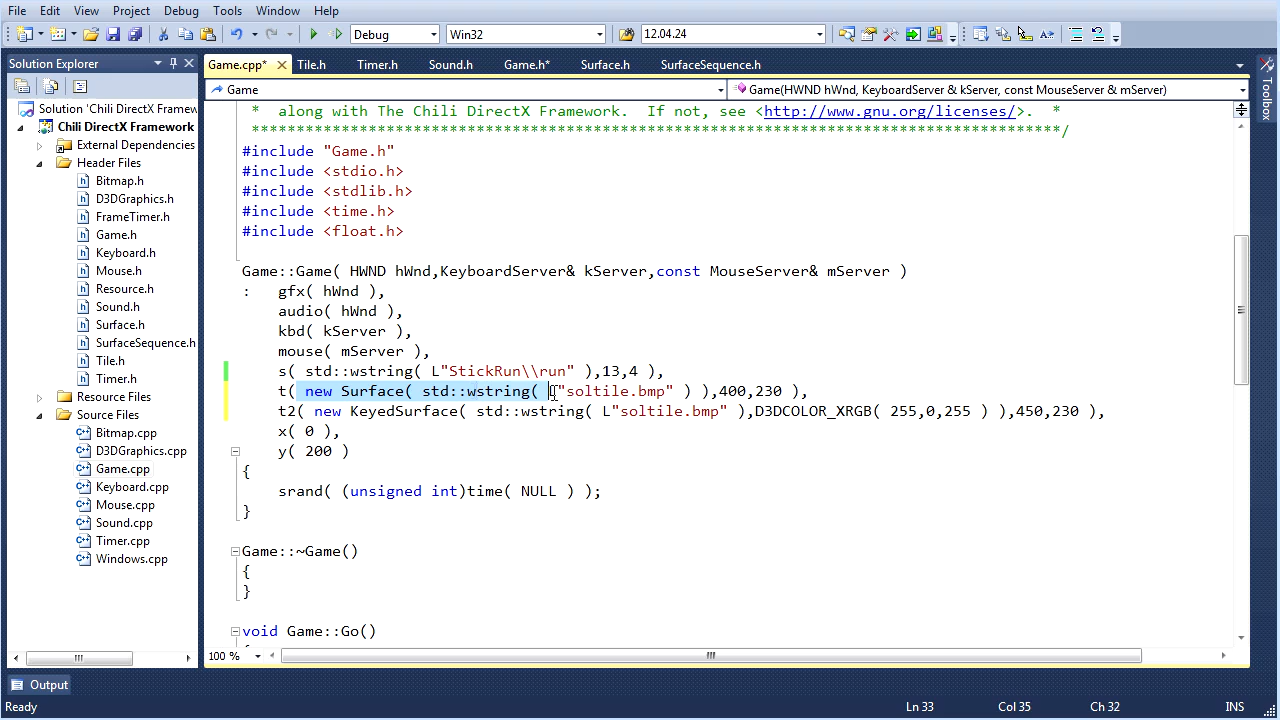 File Edit View Project Debug Tools Window Help
Debug Win32 12.04.24
Solution Explorer
Game.cpp* Tile.h Timer.h Sound.h Game.h* Surface.h SurfaceSequence.h
Game Game(HWND hWnd, KeyboardServer & kServer, const MouseServer & mServer)
Solution 'Chili DirectX Framew
Chili DirectX Framework
External Dependencies
Header Files
Bitmap.h
D3DGraphics.h
FrameTimer.h
Game.h
Keyboard.h
Mouse.h
Resource.h
Sound.h
Surface.h
SurfaceSequence.h
Tile.h
Timer.h
Resource Files
Source Files
Bitmap.cpp
D3DGraphics.cpp
Game.cpp
Keyboard.cpp
Mouse.cpp
Sound.cpp
Timer.cpp
Windows.cpp
* along with The Chili DirectX Framework. If not, see <http://www.gnu.org/licenses/>. *
******************************************************************************************/
#include "Game.h"
#include <stdio.h>
#include <stdlib.h>
#include <time.h>
#include <float.h>
Game::Game( HWND hWnd,KeyboardServer& kServer,const MouseServer& mServer )
: gfx( hWnd ),
audio( hWnd ),
kbd( kServer ),
mouse( mServer ),
s( std::wstring( L"StickRun\\run" ),13,4 ),
t( new Surface( std::wstring( L"soltile.bmp" ) ),400,230 ),
t2( new KeyedSurface( std::wstring( L"soltile.bmp" ),D3DCOLOR_XRGB( 255,0,255 ) ),450,230 ),
x( 0 ),
y( 200 )
{
srand( (unsigned int)time( NULL ) );
}
Game::~Game()
{
}
void Game::Go()
100 %
Toolbox
Output
Ready Ln 33 Col 35 Ch 32 INS